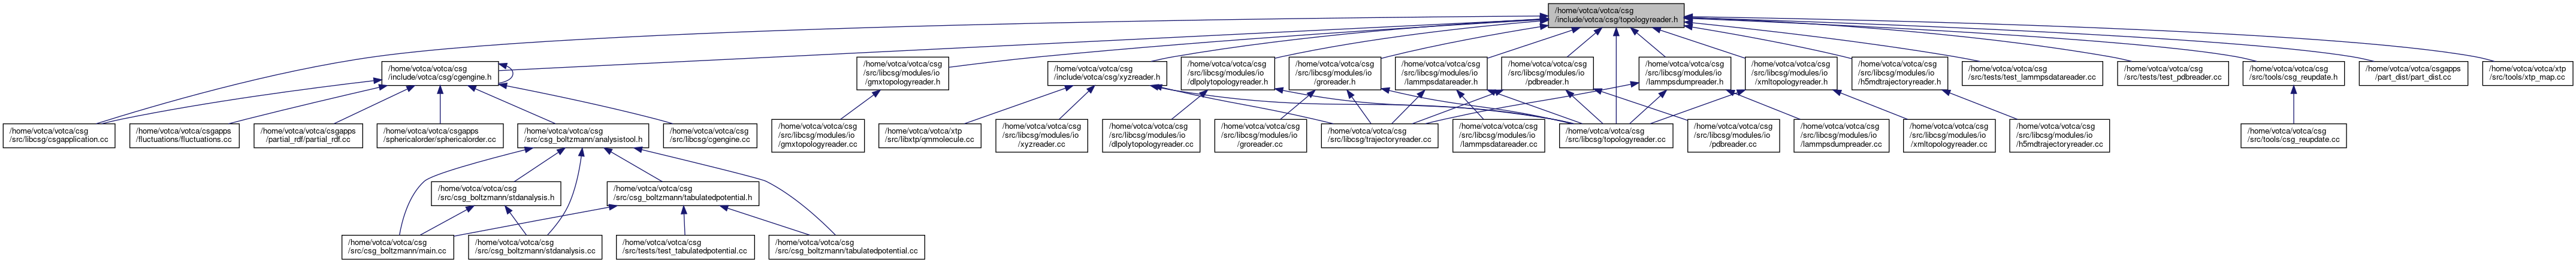 /home/votca/votca/csg
/include/votca/csg/topologyreader.h
/home/votca/votca/csg
/include/votca/csg/cgengine.h
/home/votca/votca/csg
/src/libcsg/modules/io
/gmxtopologyreader.h
/home/votca/votca/csg
/include/votca/csg/xyzreader.h
/home/votca/votca/csg
/src/libcsg/modules/io
/dlpolytopologyreader.h
/home/votca/votca/csg
/src/libcsg/modules/io
/groreader.h
/home/votca/votca/csg
/src/libcsg/modules/io
/lammpsdatareader.h
/home/votca/votca/csg
/src/libcsg/modules/io
/pdbreader.h
/home/votca/votca/csg
/src/libcsg/modules/io
/lammpsdumpreader.h
/home/votca/votca/csg
/src/libcsg/modules/io
/xmltopologyreader.h
/home/votca/votca/csg
/src/libcsg/modules/io
/h5mdtrajectoryreader.h
/home/votca/votca/csg
/src/tests/test_lammpsdatareader.cc
/home/votca/votca/csg
/src/tests/test_pdbreader.cc
/home/votca/votca/csg
/src/tools/csg_reupdate.h
/home/votca/votca/csgapps
/part_dist/part_dist.cc
/home/votca/votca/xtp
/src/tools/xtp_map.cc
/home/votca/votca/csg
/src/libcsg/csgapplication.cc
/home/votca/votca/csgapps
/fluctuations/fluctuations.cc
/home/votca/votca/csgapps
/partial_rdf/partial_rdf.cc
/home/votca/votca/csgapps
/sphericalorder/sphericalorder.cc
/home/votca/votca/csg
/src/csg_boltzmann/analysistool.h
/home/votca/votca/csg
/src/libcsg/cgengine.cc
/home/votca/votca/csg
/src/libcsg/modules/io
/gmxtopologyreader.cc
/home/votca/votca/xtp
/src/libxtp/qmmolecule.cc
/home/votca/votca/csg
/src/libcsg/modules/io
/xyzreader.cc
/home/votca/votca/csg
/src/libcsg/modules/io
/dlpolytopologyreader.cc
/home/votca/votca/csg
/src/libcsg/modules/io
/groreader.cc
/home/votca/votca/csg
/src/libcsg/trajectoryreader.cc
/home/votca/votca/csg
/src/libcsg/modules/io
/lammpsdatareader.cc
/home/votca/votca/csg
/src/libcsg/topologyreader.cc
/home/votca/votca/csg
/src/libcsg/modules/io
/pdbreader.cc
/home/votca/votca/csg
/src/libcsg/modules/io
/lammpsdumpreader.cc
/home/votca/votca/csg
/src/libcsg/modules/io
/xmltopologyreader.cc
/home/votca/votca/csg
/src/libcsg/modules/io
/h5mdtrajectoryreader.cc
/home/votca/votca/csg
/src/tools/csg_reupdate.cc
/home/votca/votca/csg
/src/csg_boltzmann/stdanalysis.h
/home/votca/votca/csg
/src/csg_boltzmann/tabulatedpotential.h
/home/votca/votca/csg
/src/csg_boltzmann/main.cc
/home/votca/votca/csg
/src/csg_boltzmann/stdanalysis.cc
/home/votca/votca/csg
/src/tests/test_tabulatedpotential.cc
/home/votca/votca/csg
/src/csg_boltzmann/tabulatedpotential.cc